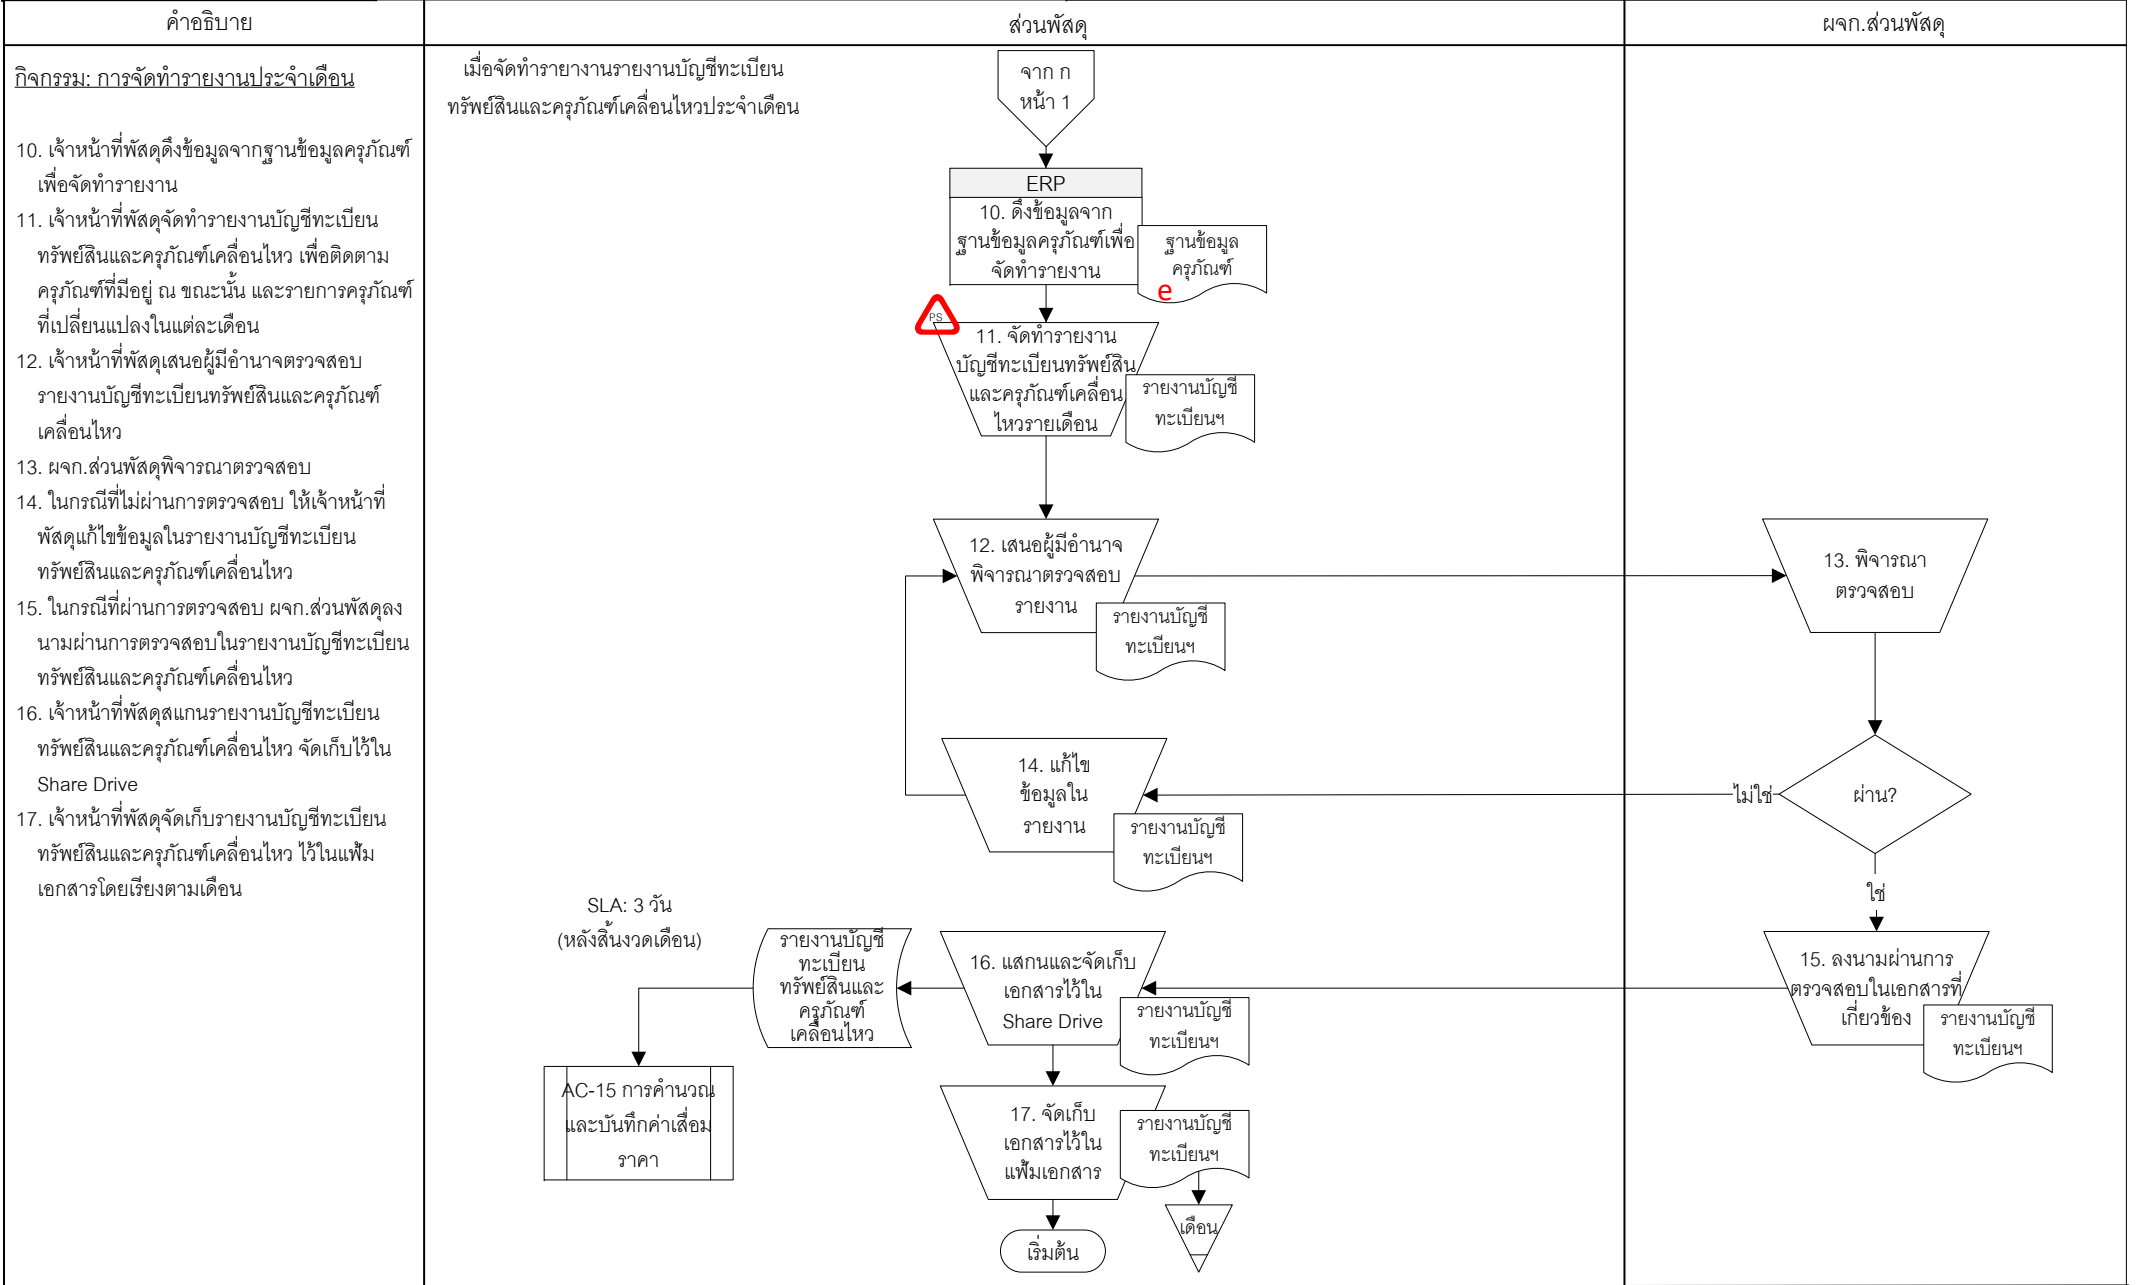 คำอธิบาย
ส่วนพัสดุ
ผจก.ส่วนพัสดุ
กิจกรรม: การจัดทำรายงานประจำเดือน
10. เจ้าหน้าที่พัสดุดึงข้อมูลจากฐานข้อมูลครุภัณฑ์
เพื่อจัดทำรายงาน
11. เจ้าหน้าที่พัสดุจัดทำรายงานบัญชีทะเบียน
ทรัพย์สินและครุภัณฑ์เคลื่อนไหว เพื่อติดตาม
ครุภัณฑ์ที่มีอยู่ ณ ขณะนั้น และรายการครุภัณฑ์
ที่เปลี่ยนแปลงในแต่ละเดือน
12. เจ้าหน้าที่พัสดุเสนอผู้มีอำนาจตรวจสอบ
รายงานบัญชีทะเบียนทรัพย์สินและครุภัณฑ์
เคลื่อนไหว
13. ผจก.ส่วนพัสดุพิจารณาตรวจสอบ
14. ในกรณีที่ไม่ผ่านการตรวจสอบ ให้เจ้าหน้าที่
พัสดุแก้ไขข้อมูลในรายงานบัญชีทะเบียน
ทรัพย์สินและครุภัณฑ์เคลื่อนไหว
15. ในกรณีที่ผ่านการตรวจสอบ ผจก.ส่วนพัสดุลง
นามผ่านการตรวจสอบในรายงานบัญชีทะเบียน
ทรัพย์สินและครุภัณฑ์เคลื่อนไหว
16. เจ้าหน้าที่พัสดุสแกนรายงานบัญชีทะเบียน
ทรัพย์สินและครุภัณฑ์เคลื่อนไหว จัดเก็บไว้ใน
Share Drive
17. เจ้าหน้าที่พัสดุจัดเก็บรายงานบัญชีทะเบียน
ทรัพย์สินและครุภัณฑ์เคลื่อนไหว ไว้ในแฟ้ม
เอกสารโดยเรียงตามเดือน
เมื่อจัดทำรายางานรายงานบัญชีทะเบียน
ทรัพย์สินและครุภัณฑ์เคลื่อนไหวประจำเดือน
จาก ก
หน้า 1
ERP
10. ดึงข้อมูลจาก
ฐานข้อมูลครุภัณฑ์เพื่อ
จัดทำรายงาน
ฐานข้อมูล
ครุภัณฑ์
e
PS
11. จัดทำรายงาน
บัญชีทะเบียนทรัพย์สิน
และครุภัณฑ์เคลื่อน
ไหวรายเดือน
รายงานบัญชี
ทะเบียนฯ
12. เสนอผู้มีอำนาจ
พิจารณาตรวจสอบ
รายงาน
รายงานบัญชี
ทะเบียนฯ
13. พิจารณา
ตรวจสอบ
14. แก้ไข
ข้อมูลใน
รายงาน
รายงานบัญชี
ทะเบียนฯ
ไม่ใช่
ผ่าน?
ใช่
SLA: 3 วัน
(หลังสิ้นงวดเดือน)
รายงานบัญชี
ทะเบียน
ทรัพย์สินและ
ครุภัณฑ์
เคลื่อนไหว
16. แสกนและจัดเก็บ
เอกสารไว้ใน
Share Drive
รายงานบัญชี
ทะเบียนฯ
15. ลงนามผ่านการ
ตรวจสอบในเอกสารที่
เกี่ยวข้อง
รายงานบัญชี
ทะเบียนฯ
AC-15 การคำนวณ
และบันทึกค่าเสื่อม
ราคา
17. จัดเก็บ
เอกสารไว้ใน
แฟ้มเอกสาร
รายงานบัญชี
ทะเบียนฯ
เดือน
เริ่มต้น